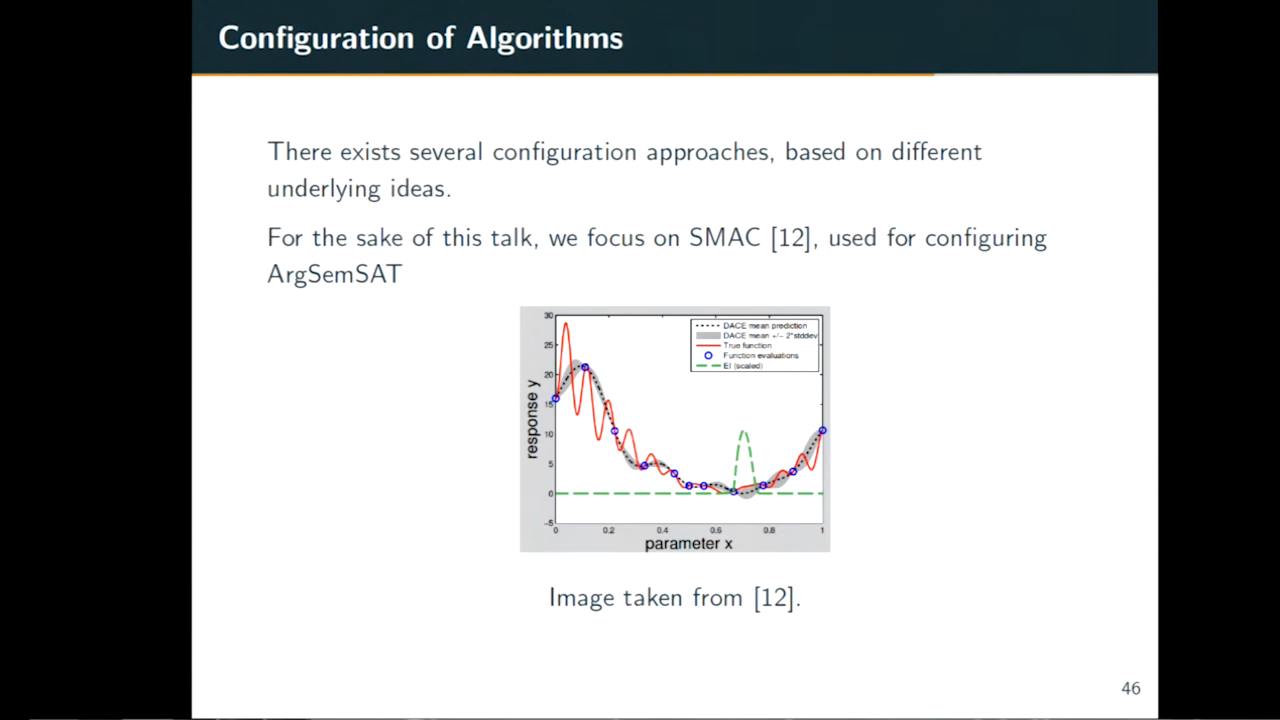 Configuration of Algorithms
There exists several configuration approaches, based on different
underlying ideas.
For the sake of this talk, we focus on SMAC [12], used for configuring
ArgSemSAT
30
25
20
15
10
5
0
-5
response y
DACE mean prediction
DACE mean +/- 2*stddev
True function
Function evaluations
EI (scaled)
0 0.2 0.4 0.6 0.8 1
parameter x
Image taken from [12].
46